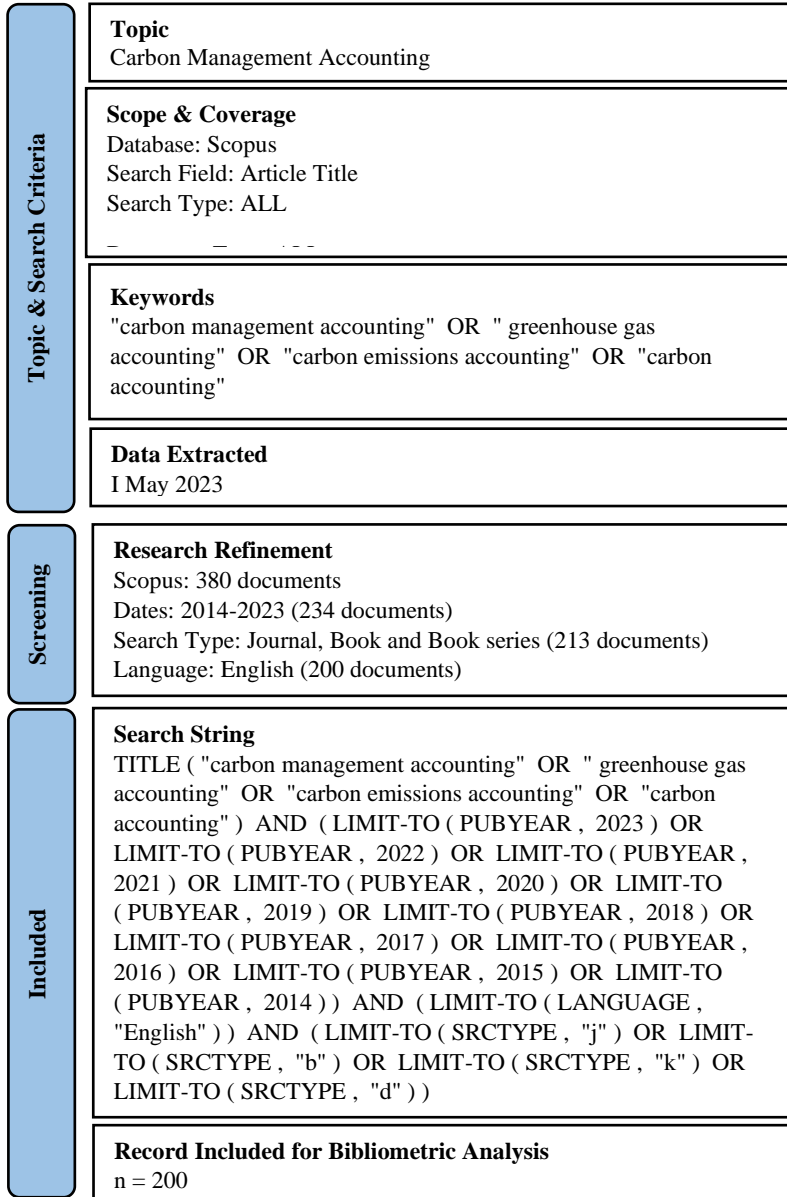 Topic & Search Criteria
Topic
Carbon Management Accounting
Scope & Coverage
Database: Scopus
Search Field: Article Title
Search Type: ALL
Keywords
"carbon management accounting" OR " greenhouse gas
accounting" OR "carbon emissions accounting" OR "carbon
accounting"
Data Extracted
I May 2023
Screening
Research Refinement
Scopus: 380 documents
Dates: 2014-2023 (234 documents)
Search Type: Journal, Book and Book series (213 documents)
Language: English (200 documents)
Included
Search String
TITLE ( "carbon management accounting" OR " greenhouse gas
accounting" OR "carbon emissions accounting" OR "carbon
accounting" ) AND ( LIMIT-TO ( PUBYEAR , 2023 ) OR
LIMIT-TO ( PUBYEAR , 2022 ) OR LIMIT-TO ( PUBYEAR ,
2021 ) OR LIMIT-TO ( PUBYEAR , 2020 ) OR LIMIT-TO
( PUBYEAR , 2019 ) OR LIMIT-TO ( PUBYEAR , 2018 ) OR
LIMIT-TO ( PUBYEAR , 2017 ) OR LIMIT-TO ( PUBYEAR ,
2016 ) OR LIMIT-TO ( PUBYEAR , 2015 ) OR LIMIT-TO
( PUBYEAR , 2014 ) ) AND ( LIMIT-TO ( LANGUAGE ,
"English" ) ) AND ( LIMIT-TO ( SRCTYPE , "j" ) OR LIMIT-
TO ( SRCTYPE , "b" ) OR LIMIT-TO ( SRCTYPE , "k" ) OR
LIMIT-TO ( SRCTYPE , "d" ) )
Record Included for Bibliometric Analysis
n = 200